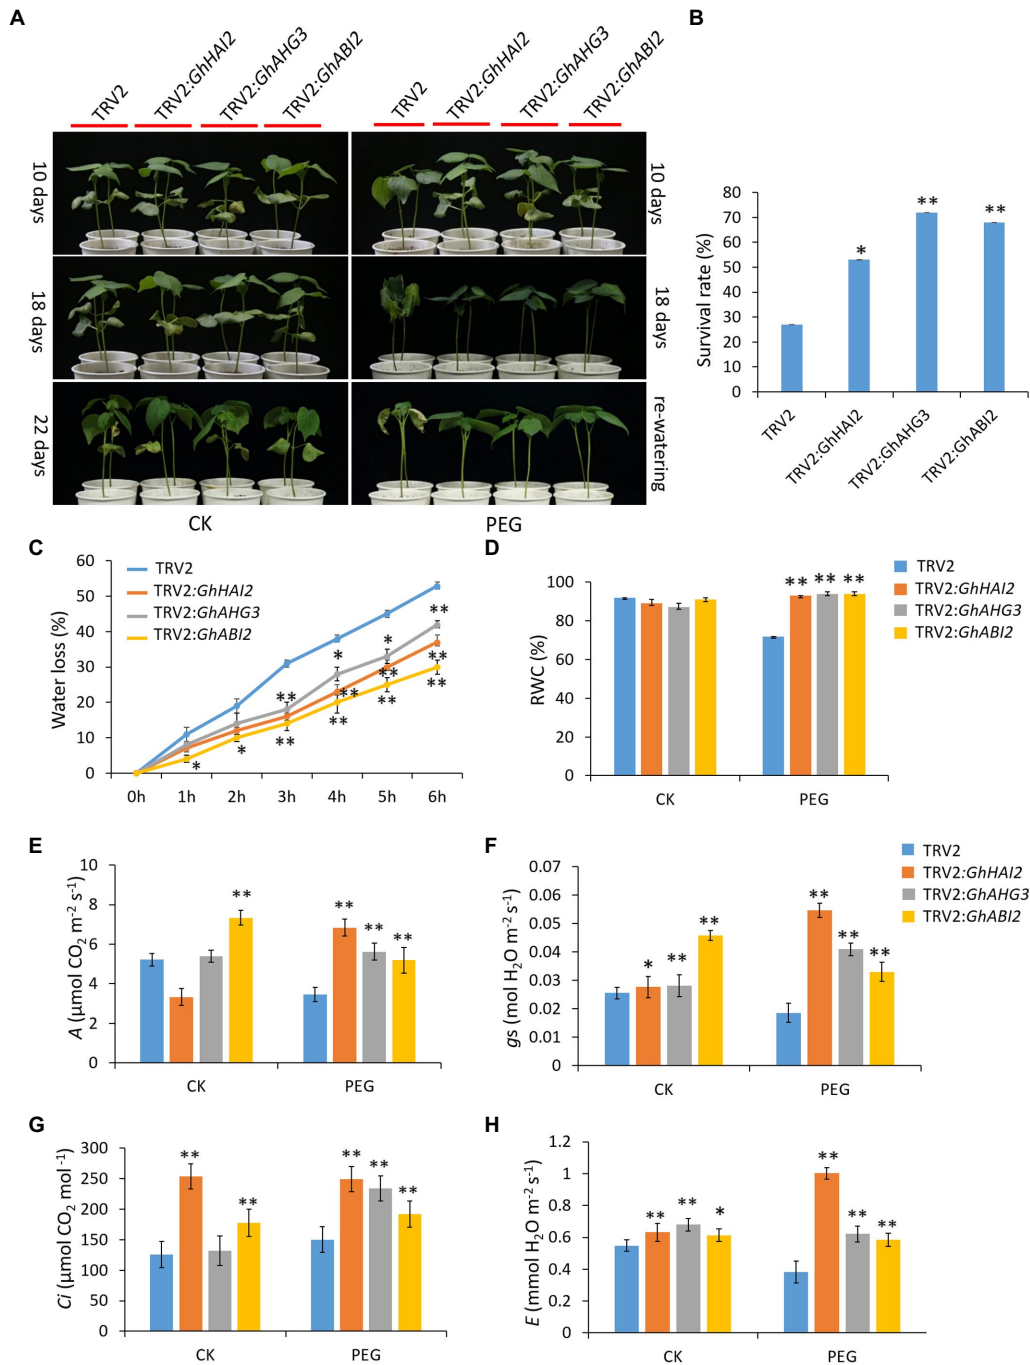 A
TRV2
TRV2:GhHAI2
TRV2:GhAHG3
TRV2:GhABI2
TRV2
TRV2:GhHAI2
TRV2:GhAHG3
TRV2:GhABI2
10 days
18 days
22 days
10 days
18 days
re-watering
CK
PEG
B
Survival rate (%)
80
70
60
50
40
30
20
10
0
*
**
**
TRV2
TRV2:GhHAI2
TRV2:GhAHG3
TRV2:GhABI2
C
Water loss (%)
60
50
40
30
20
10
0
TRV2
TRV2:GhHAI2
TRV2:GhAHG3
TRV2:GhABI2
*
*
**
**
*
**
**
*
**
**
**
**
**
0h 1h 2h 3h 4h 5h 6h
D
RWC (%)
100
80
60
40
20
0
** ** **
CK PEG
TRV2
TRV2:GhHAI2
TRV2:GhAHG3
TRV2:GhABI2
E
A (μmol CO2 m-2 s-1)
10
8
6
4
2
0
**
** ** **
CK PEG
F
gs (mol H2O m-2 s-1)
0.07
0.06
0.05
0.04
0.03
0.02
0.01
0
* ** **
** ** **
CK PEG
TRV2
TRV2:GhHAI2
TRV2:GhAHG3
TRV2:GhABI2
G
Ci (μmol CO2 mol-1)
300
250
200
150
100
50
0
** **
** ** **
CK PEG
H
E (mmol H2O m-2 s-1)
1.2
1
0.8
0.6
0.4
0.2
0
** ** *
** ** **
CK PEG